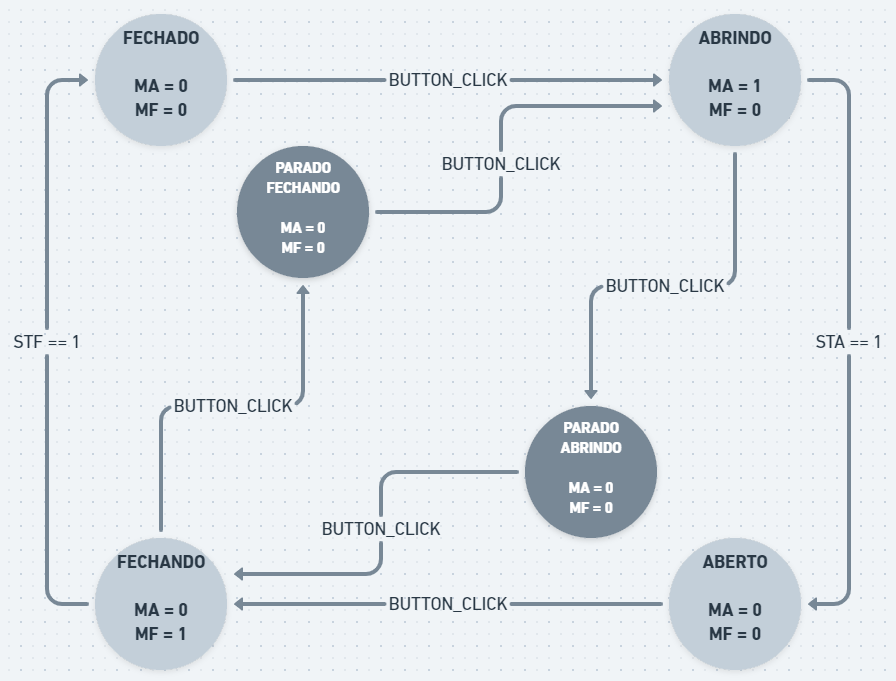 FECHADO
MA = 0
MF = 0
BUTTON_CLICK
ABRINDO
MA = 1
MF = 0
BUTTON_CLICK
PARADO
FECHANDO
MA = 0
MF = 0
BUTTON_CLICK
STF == 1
STA == 1
BUTTON_CLICK
PARADO
ABRINDO
MA = 0
MF = 0
BUTTON_CLICK
FECHANDO
MA = 0
MF = 1
BUTTON_CLICK
ABERTO
MA = 0
MF = 0